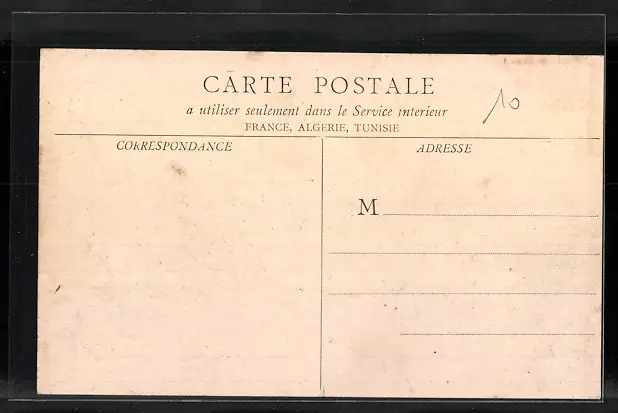 CARTE POSTALE
a utiliser seulement dans le Service interieur
FRANCE, ALGERIE, TUNISIE
CORRESPONDANCE
ADRESSE
M
10